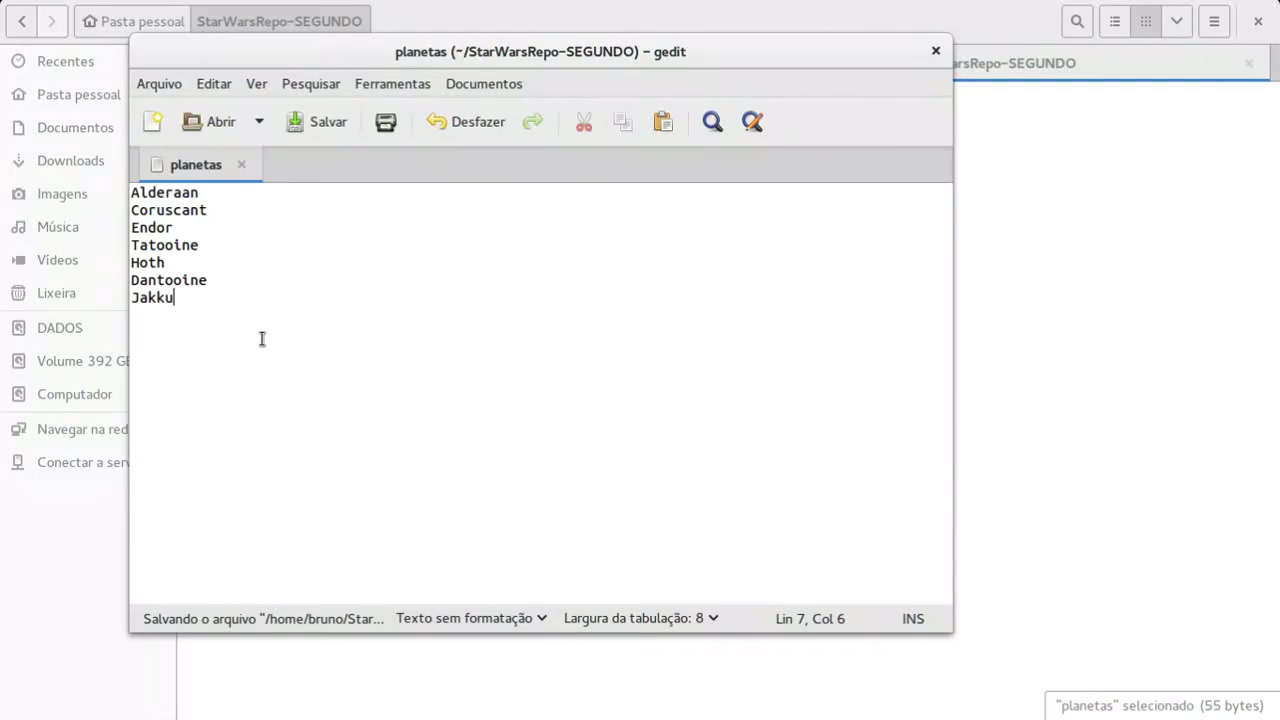 Pasta pessoal
StarWarsRepo-SEGUNDO
planetas (~/StarWarsRepo-SEGUNDO) - gedit
arsRepo-SEGUNDO
Arquivo Editar Ver Pesquisar Ferramentas Documentos
Abrir Salvar Desfazer
planetas
Alderaan
Coruscant
Endor
Tatooine
Hoth
Dantooine
Jakku
Recentes
Pasta pessoal
Documentos
Downloads
Imagens
Música
Vídeos
Lixeira
DADOS
Volume 392 GB
Computador
Navegar na red
Conectar a serv
Salvando o arquivo "/home/bruno/Star... Texto sem formatação Largura da tabulação: 8 Lin 7, Col 6 INS
"planetas" selecionado (55 bytes)